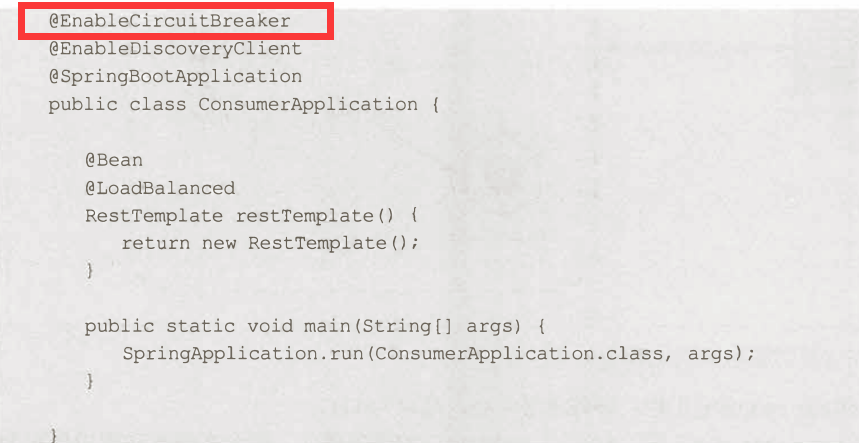 @EnableCircuitBreaker
@EnableDiscoveryClient
@SpringBootApplication
public class ConsumerApplication {
@Bean
@LoadBalanced
RestTemplate restTemplate() {
return new RestTemplate();
}
public static void main(String[] args) {
SpringApplication.run(ConsumerApplication.class, args);
}
}